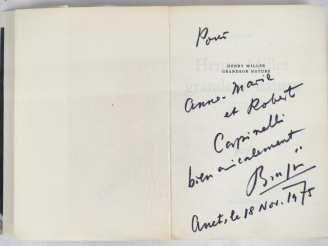 Pour
HENRY MILLER
GRANDEUR NATURE
Anne-Marie
et Robert
Carpinelli
bien amicalement
Anet, le 18 Nov. 1975